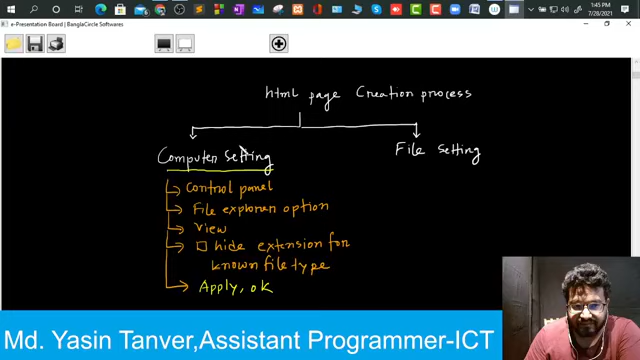 1:45 PM
7/28/2021
e-Presentation Board | BanglaCircle Softwares
Html page Creation process
Computer Setting
File Setting
Control panel
File explorer option
View
hide extension for
known file type
Apply, ok
Md. Yasin Tanver,Assistant Programmer-ICT